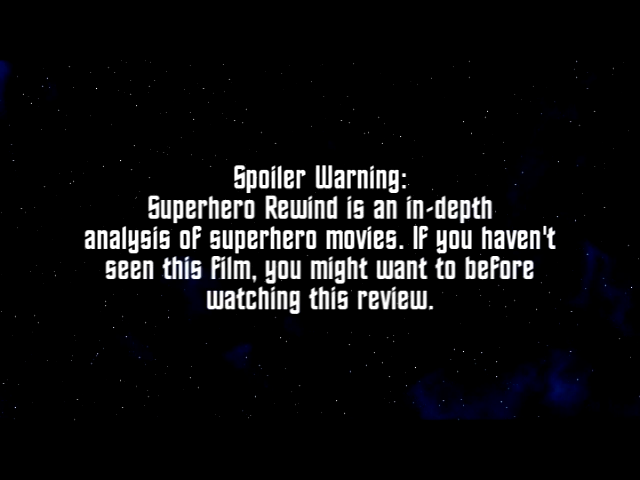 Spoiler Warning:
Superhero Rewind is an in-depth
analysis of superhero movies. If you haven't
seen this film, you might want to before
watching this review.